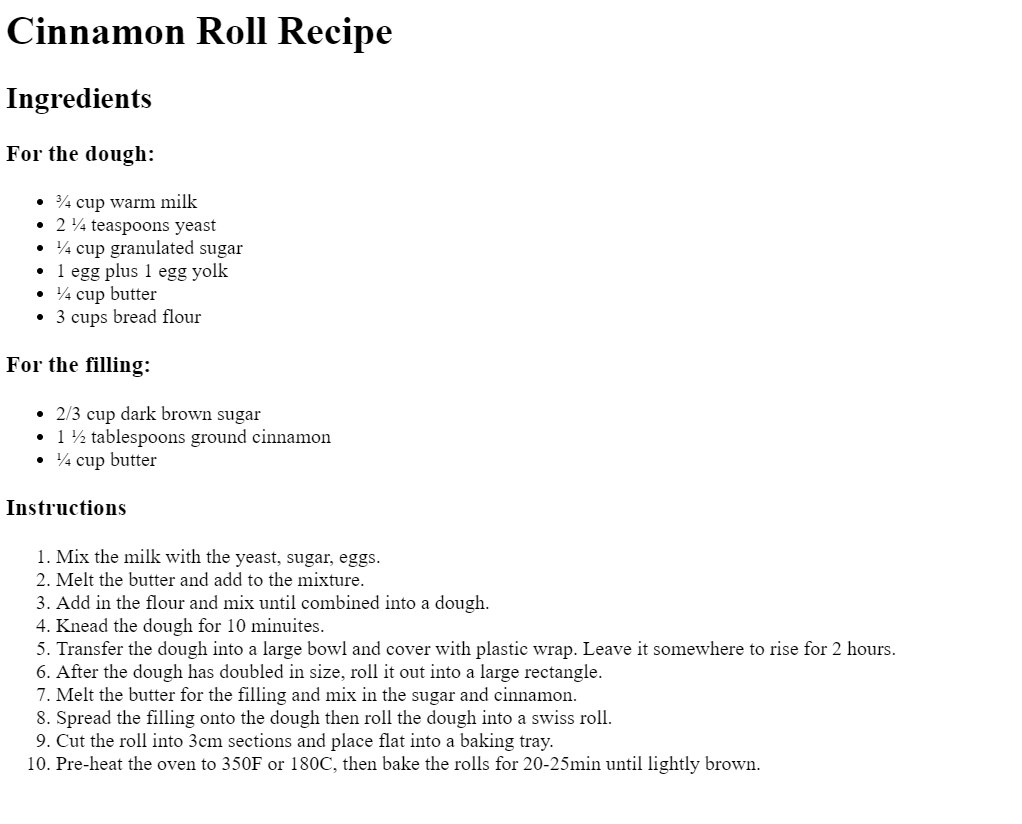 Cinnamon Roll Recipe
Ingredients
For the dough:
• ¾ cup warm milk
• 2 ¼ teaspoons yeast
• ¼ cup granulated sugar
• 1 egg plus 1 egg yolk
• ¼ cup butter
• 3 cups bread flour
For the filling:
• 2/3 cup dark brown sugar
• 1 ½ tablespoons ground cinnamon
• ¼ cup butter
Instructions
1. Mix the milk with the yeast, sugar, eggs.
2. Melt the butter and add to the mixture.
3. Add in the flour and mix until combined into a dough.
4. Knead the dough for 10 minuites.
5. Transfer the dough into a large bowl and cover with plastic wrap. Leave it somewhere to rise for 2 hours.
6. After the dough has doubled in size, roll it out into a large rectangle.
7. Melt the butter for the filling and mix in the sugar and cinnamon.
8. Spread the filling onto the dough then roll the dough into a swiss roll.
9. Cut the roll into 3cm sections and place flat into a baking tray.
10. Pre-heat the oven to 350F or 180C, then bake the rolls for 20-25min until lightly brown.